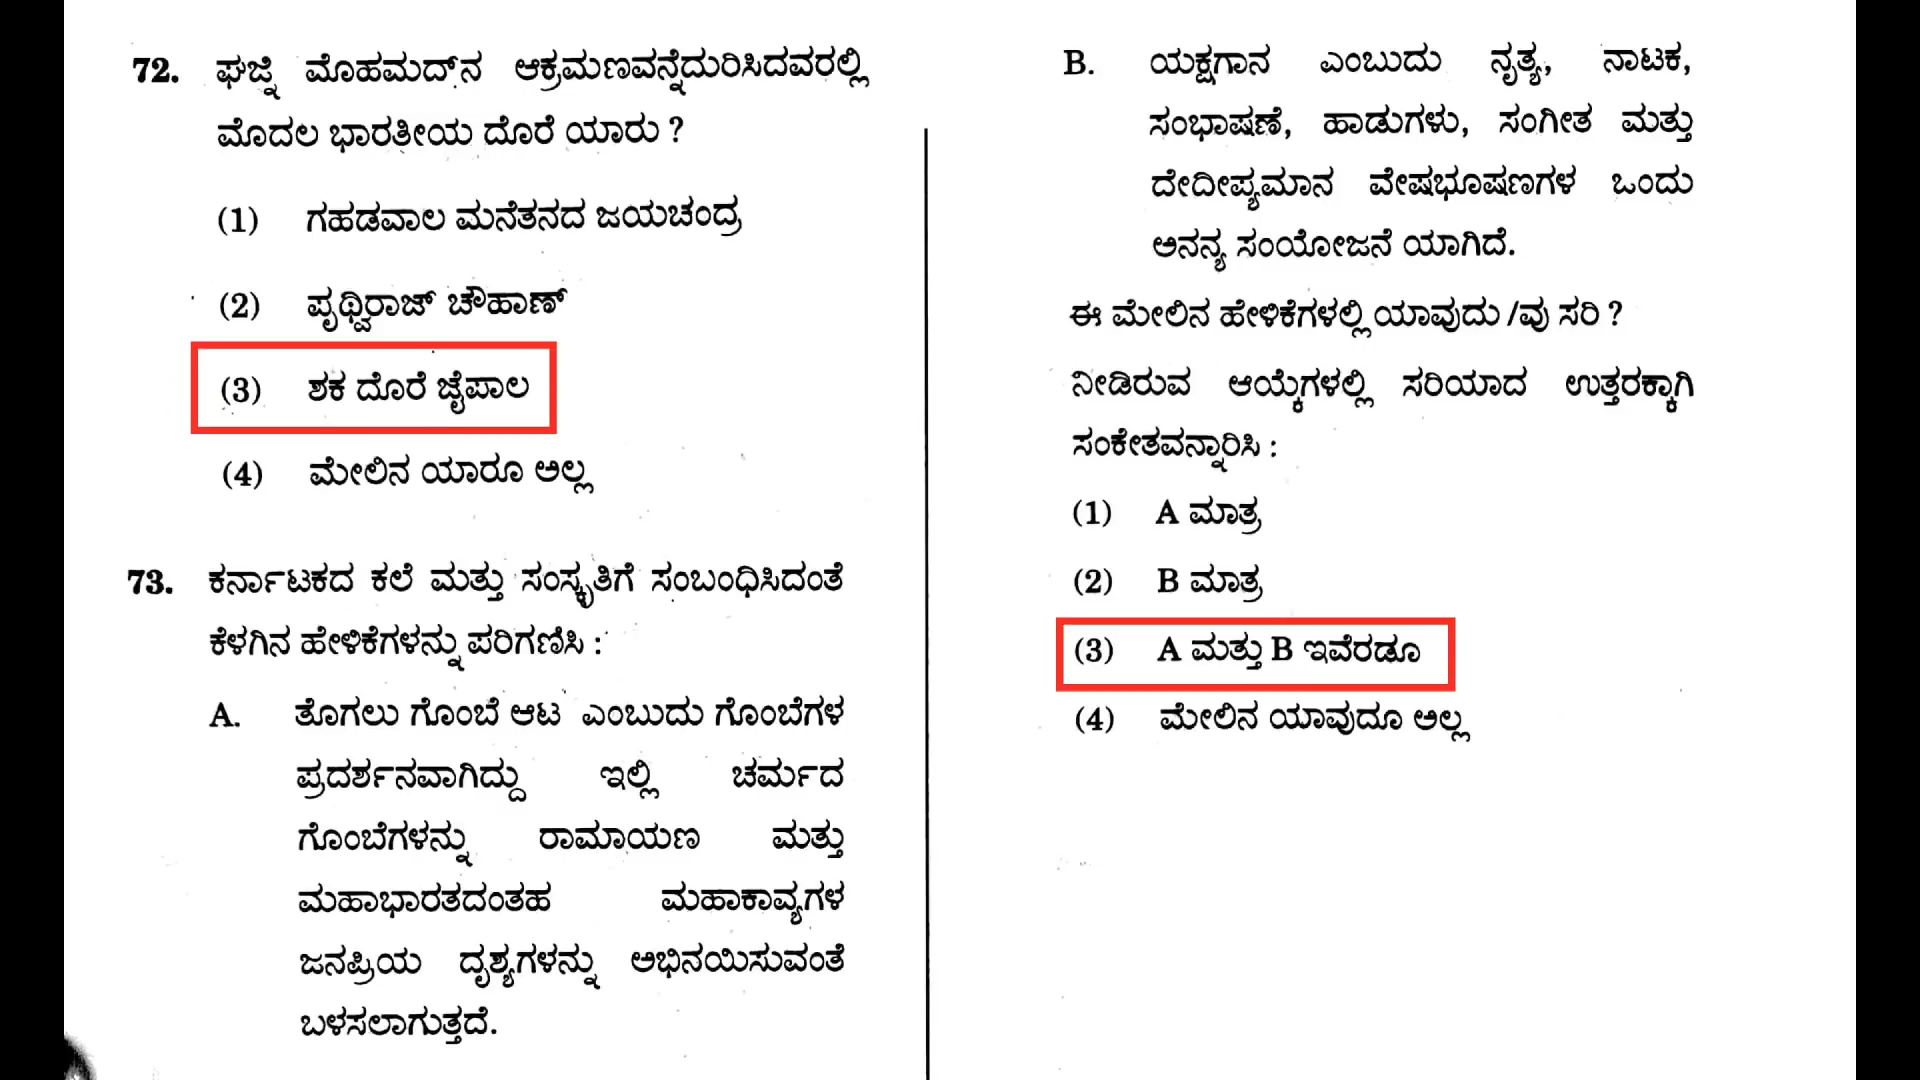 72. ಘಜ್ನಿ ಮೊಹಮದ್‌ನ ಆಕ್ರಮಣವನ್ನೆದುರಿಸಿದವರಲ್ಲಿ
ಮೊದಲ ಭಾರತೀಯ ದೊರೆ ಯಾರು ?
(1) ಗಹಡವಾಲ ಮನೆತನದ ಜಯಚಂದ್ರ
(2) ಪೃಥ್ವಿರಾಜ್ ಚೌಹಾಣ್
(3) ಶಕ ದೊರೆ ಜೈಪಾಲ
(4) ಮೇಲಿನ ಯಾರೂ ಅಲ್ಲ
73. ಕರ್ನಾಟಕದ ಕಲೆ ಮತ್ತು ಸಂಸ್ಕೃತಿಗೆ ಸಂಬಂಧಿಸಿದಂತೆ
ಕೆಳಗಿನ ಹೇಳಿಕೆಗಳನ್ನು ಪರಿಗಣಿಸಿ :
A. ತೊಗಲು ಗೊಂಬೆ ಆಟ ಎಂಬುದು ಗೊಂಬೆಗಳ
ಪ್ರದರ್ಶನವಾಗಿದ್ದು ಇಲ್ಲಿ ಚರ್ಮದ
ಗೊಂಬೆಗಳನ್ನು ರಾಮಾಯಣ ಮತ್ತು
ಮಹಾಭಾರತದಂತಹ ಮಹಾಕಾವ್ಯಗಳ
ಜನಪ್ರಿಯ ದೃಶ್ಯಗಳನ್ನು ಅಭಿನಯಿಸುವಂತೆ
ಬಳಸಲಾಗುತ್ತದೆ.
B. ಯಕ್ಷಗಾನ ಎಂಬುದು ನೃತ್ಯ, ನಾಟಕ,
ಸಂಭಾಷಣೆ, ಹಾಡುಗಳು, ಸಂಗೀತ ಮತ್ತು
ದೇದೀಪ್ಯಮಾನ ವೇಷಭೂಷಣಗಳ ಒಂದು
ಅನನ್ಯ ಸಂಯೋಜನೆ ಯಾಗಿದೆ.
ಈ ಮೇಲಿನ ಹೇಳಿಕೆಗಳಲ್ಲಿ ಯಾವುದು /ವು ಸರಿ ?
ನೀಡಿರುವ ಆಯ್ಕೆಗಳಲ್ಲಿ ಸರಿಯಾದ ಉತ್ತರಕ್ಕಾಗಿ
ಸಂಕೇತವನ್ನಾರಿಸಿ :
(1) A ಮಾತ್ರ
(2) B ಮಾತ್ರ
(3) A ಮತ್ತು B ಇವೆರಡೂ
(4) ಮೇಲಿನ ಯಾವುದೂ ಅಲ್ಲ